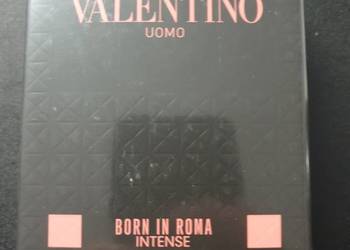 VALENTINO
UOMO
BORN IN ROMA
INTENSE